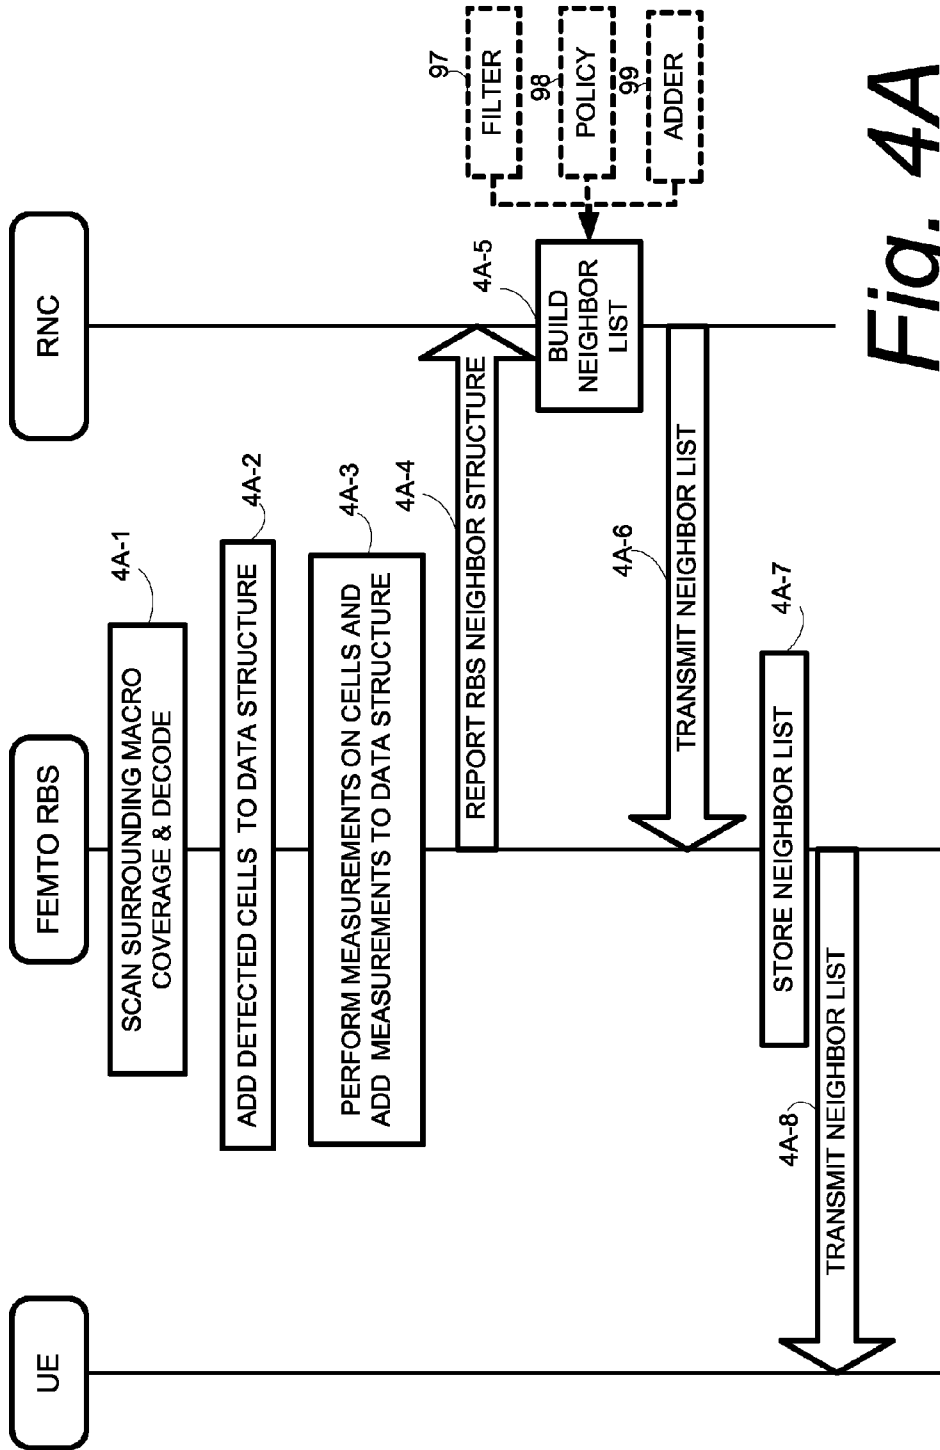 UE
FEMTO RBS
RNC
4A-1
SCAN SURROUNDING MACRO
COVERAGE & DECODE
4A-2
ADD DETECTED CELLS TO DATA STRUCTURE
4A-3
PERFORM MEASUREMENTS ON CELLS AND
ADD MEASUREMENTS TO DATA STRUCTURE
4A-4
REPORT RBS NEIGHBOR STRUCTURE
4A-5
BUILD
NEIGHBOR
LIST
97
FILTER
98
POLICY
99
ADDER
4A-6
TRANSMIT NEIGHBOR LIST
4A-7
STORE NEIGHBOR LIST
4A-8
TRANSMIT NEIGHBOR LIST
Fig. 4A